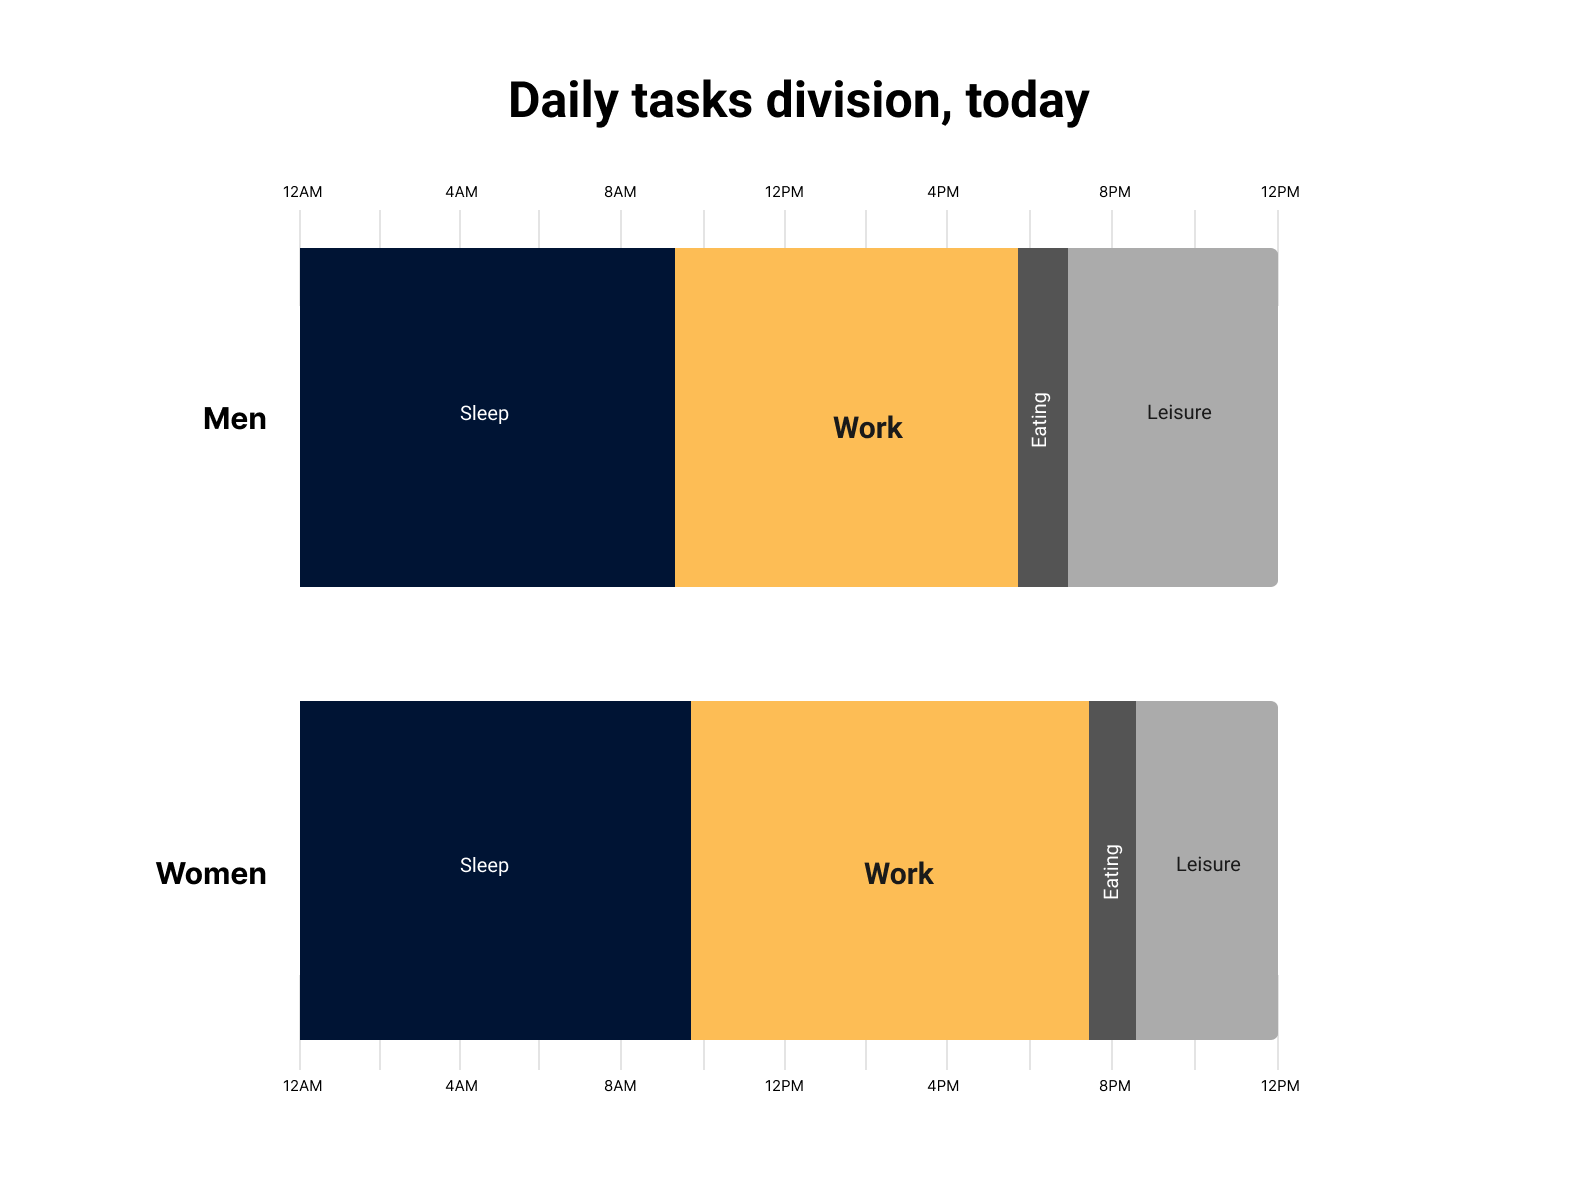 Daily tasks division, today
12AM 4AM 8AM 12PM 4PM 8PM 12PM
Men
Sleep
Work
Eating
Leisure
Women
Sleep
Work
Eating
Leisure
12AM 4AM 8AM 12PM 4PM 8PM 12PM